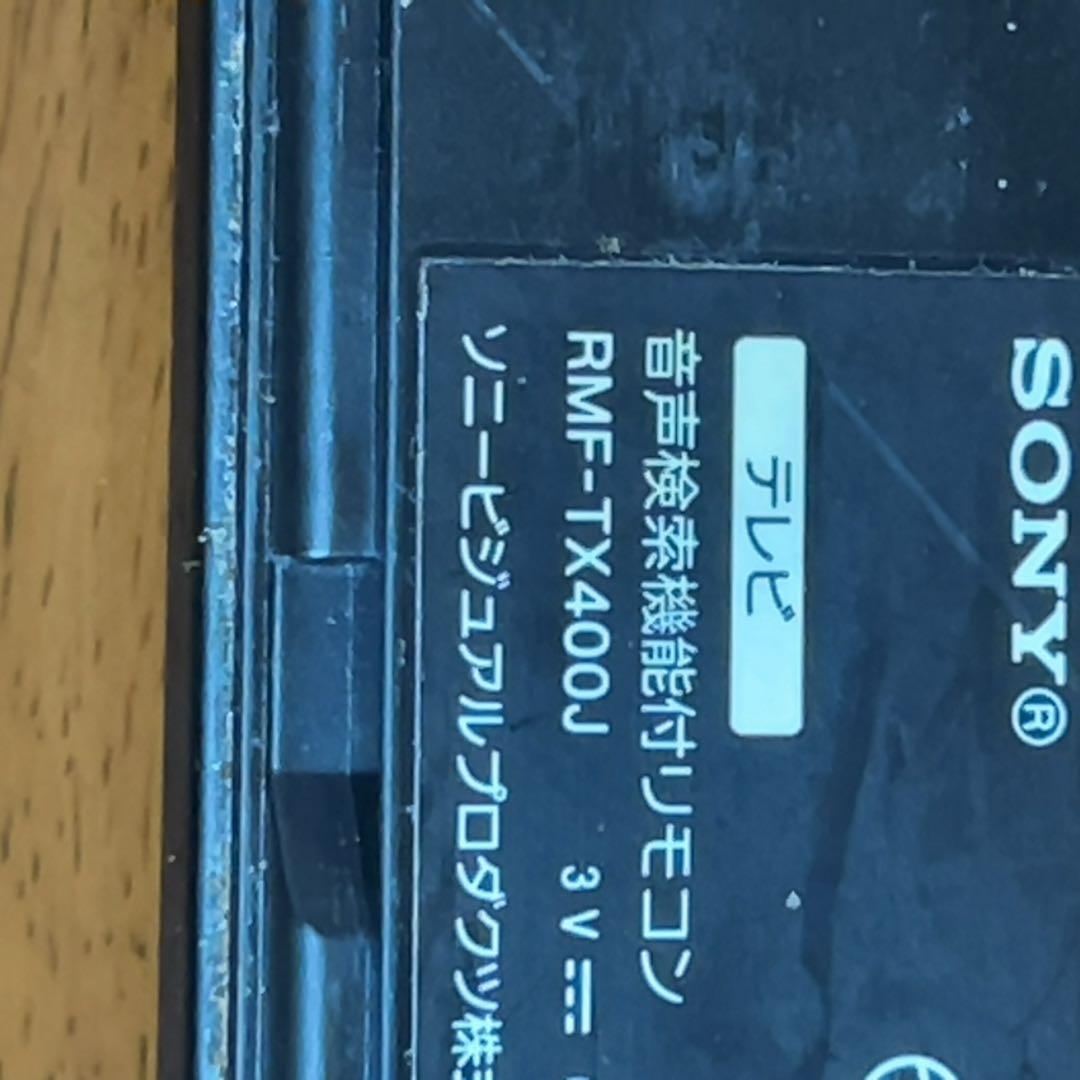 SONY®
テレビ
音声検索機能付リモコン
RMF-TX400J 3V⎓
ソニービジュアルプロダクツ株